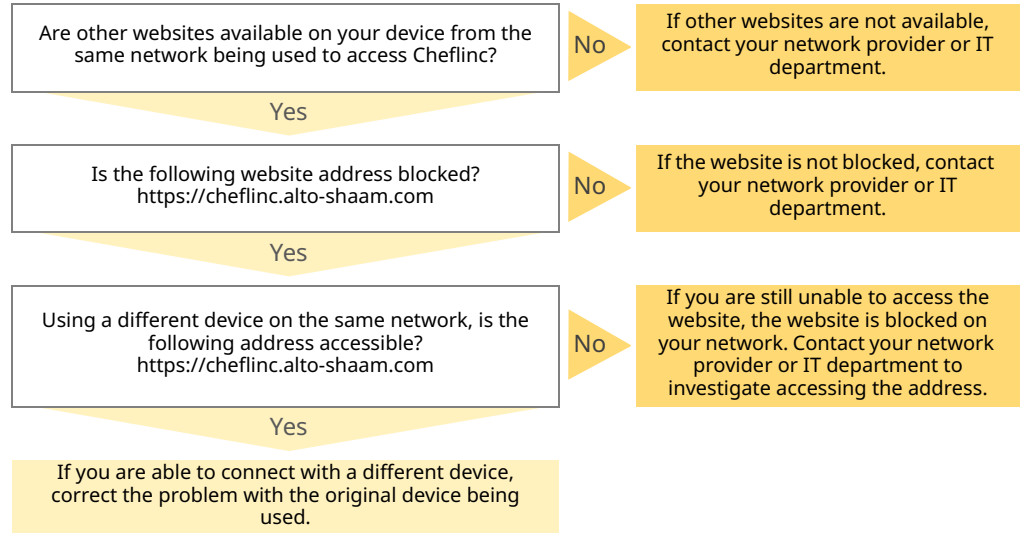 Are other websites available on your device from the
same network being used to access Cheflinc?
No
If other websites are not available,
contact your network provider or IT
department.
Yes
Is the following website address blocked?
https://cheflinc.alto-shaam.com
No
If the website is not blocked, contact
your network provider or IT
department.
Yes
Using a different device on the same network, is the
following address accessible?
https://cheflinc.alto-shaam.com
No
If you are still unable to access the
website, the website is blocked on
your network. Contact your network
provider or IT department to
investigate accessing the address.
Yes
If you are able to connect with a different device,
correct the problem with the original device being
used.